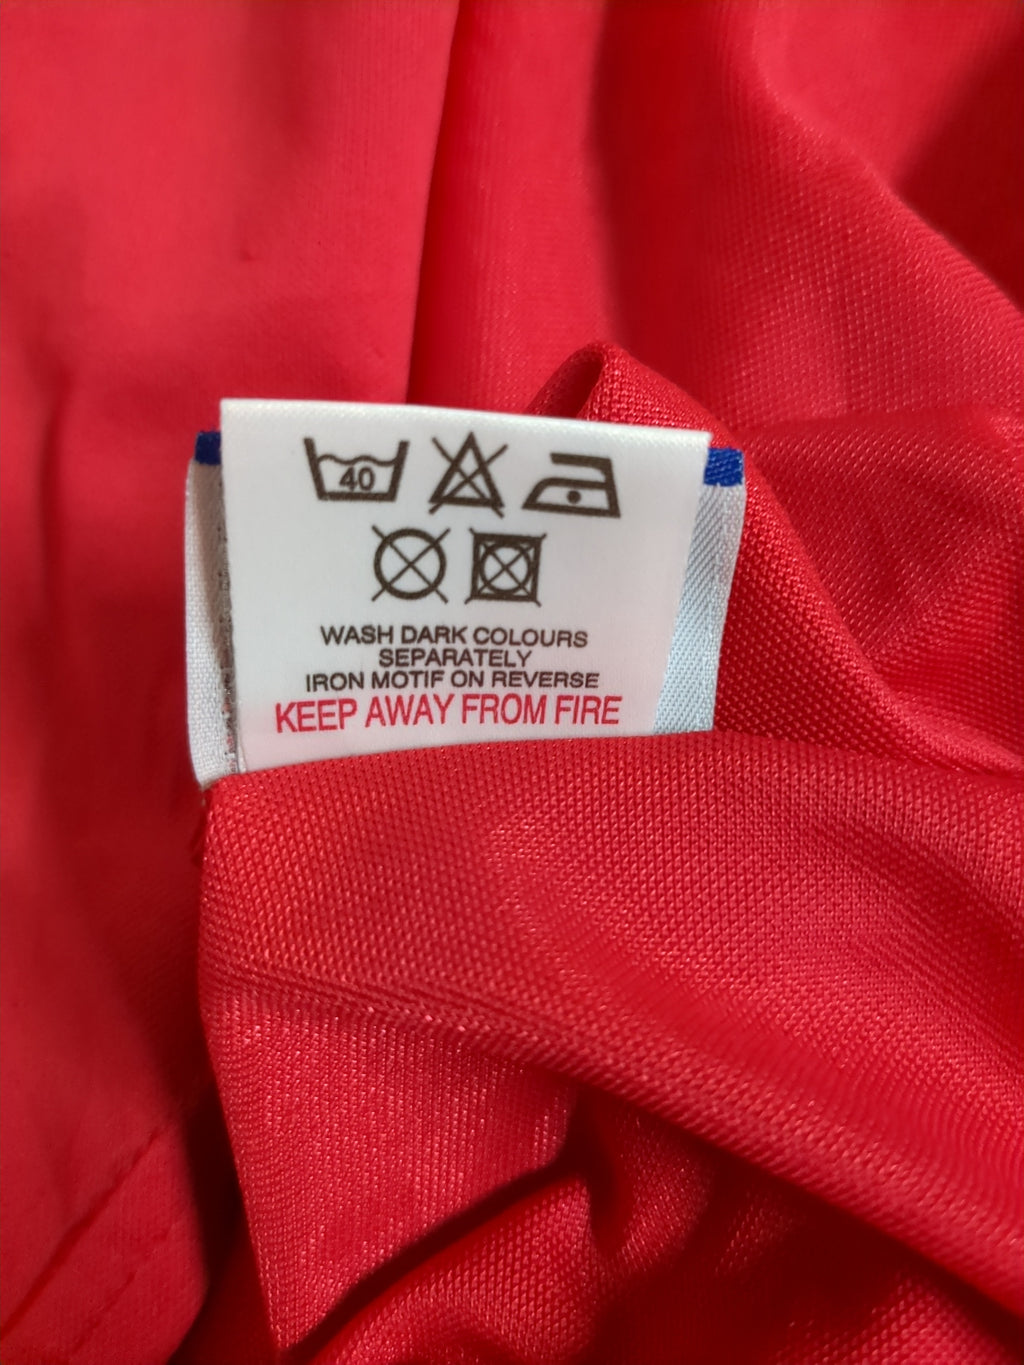 40
WASH DARK COLOURS
SEPARATELY
IRON MOTIF ON REVERSE
KEEP AWAY FROM FIRE